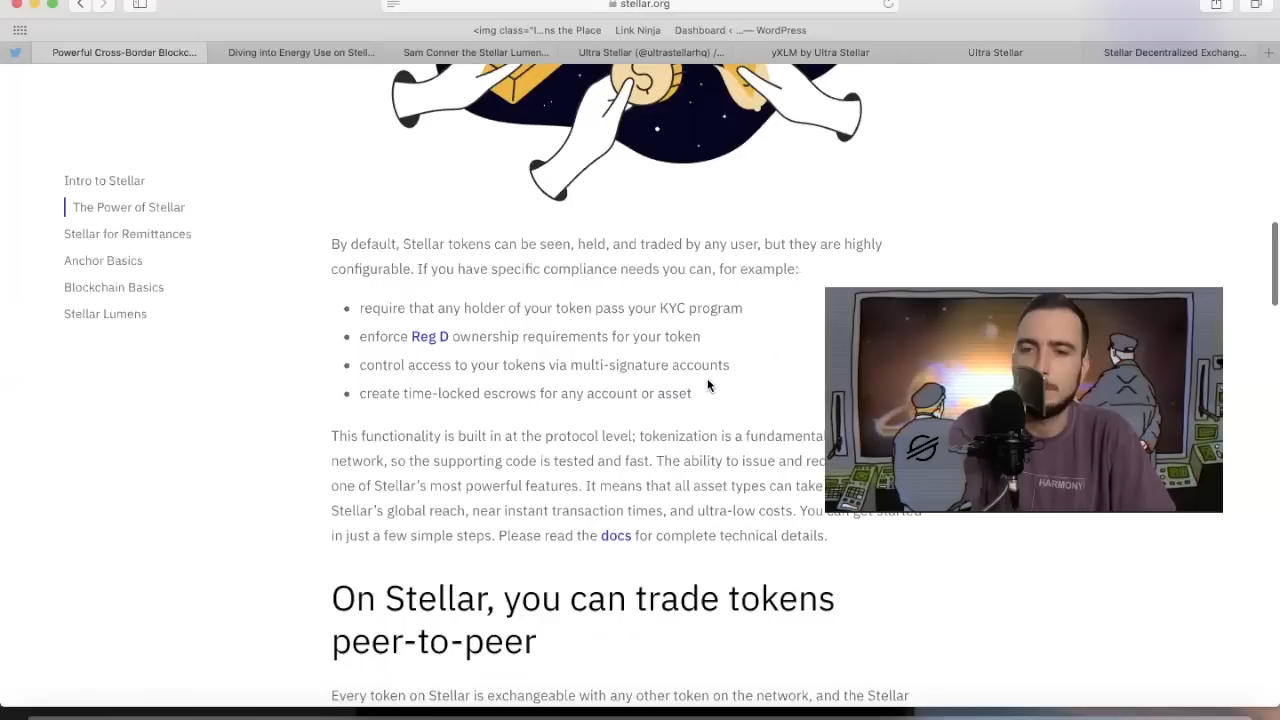 stellar.org
<img class="l...ns the Place Link Ninja Dashboard ‹ ...— WordPress
Powerful Cross-Border Blockc... Diving into Energy Use on Stell... Sam Conner the Stellar Lumen... Ultra Stellar (@ultrastellarhq) /... yXLM by Ultra Stellar Ultra Stellar Stellar Decentralized Exchang...
Intro to Stellar
The Power of Stellar
Stellar for Remittances
Anchor Basics
Blockchain Basics
Stellar Lumens
By default, Stellar tokens can be seen, held, and traded by any user, but they are highly
configurable. If you have specific compliance needs you can, for example:
• require that any holder of your token pass your KYC program
• enforce Reg D ownership requirements for your token
• control access to your tokens via multi-signature accounts
• create time-locked escrows for any account or asset
This functionality is built in at the protocol level; tokenization is a fundamenta
network, so the supporting code is tested and fast. The ability to issue and
one of Stellar's most powerful features. It means that all asset types can take
Stellar's global reach, near instant transaction times, and ultra-low costs. You can get started
in just a few simple steps. Please read the docs for complete technical details.
HARMONY
On Stellar, you can trade tokens
peer-to-peer
Every token on Stellar is exchangeable with any other token on the network, and the Stellar